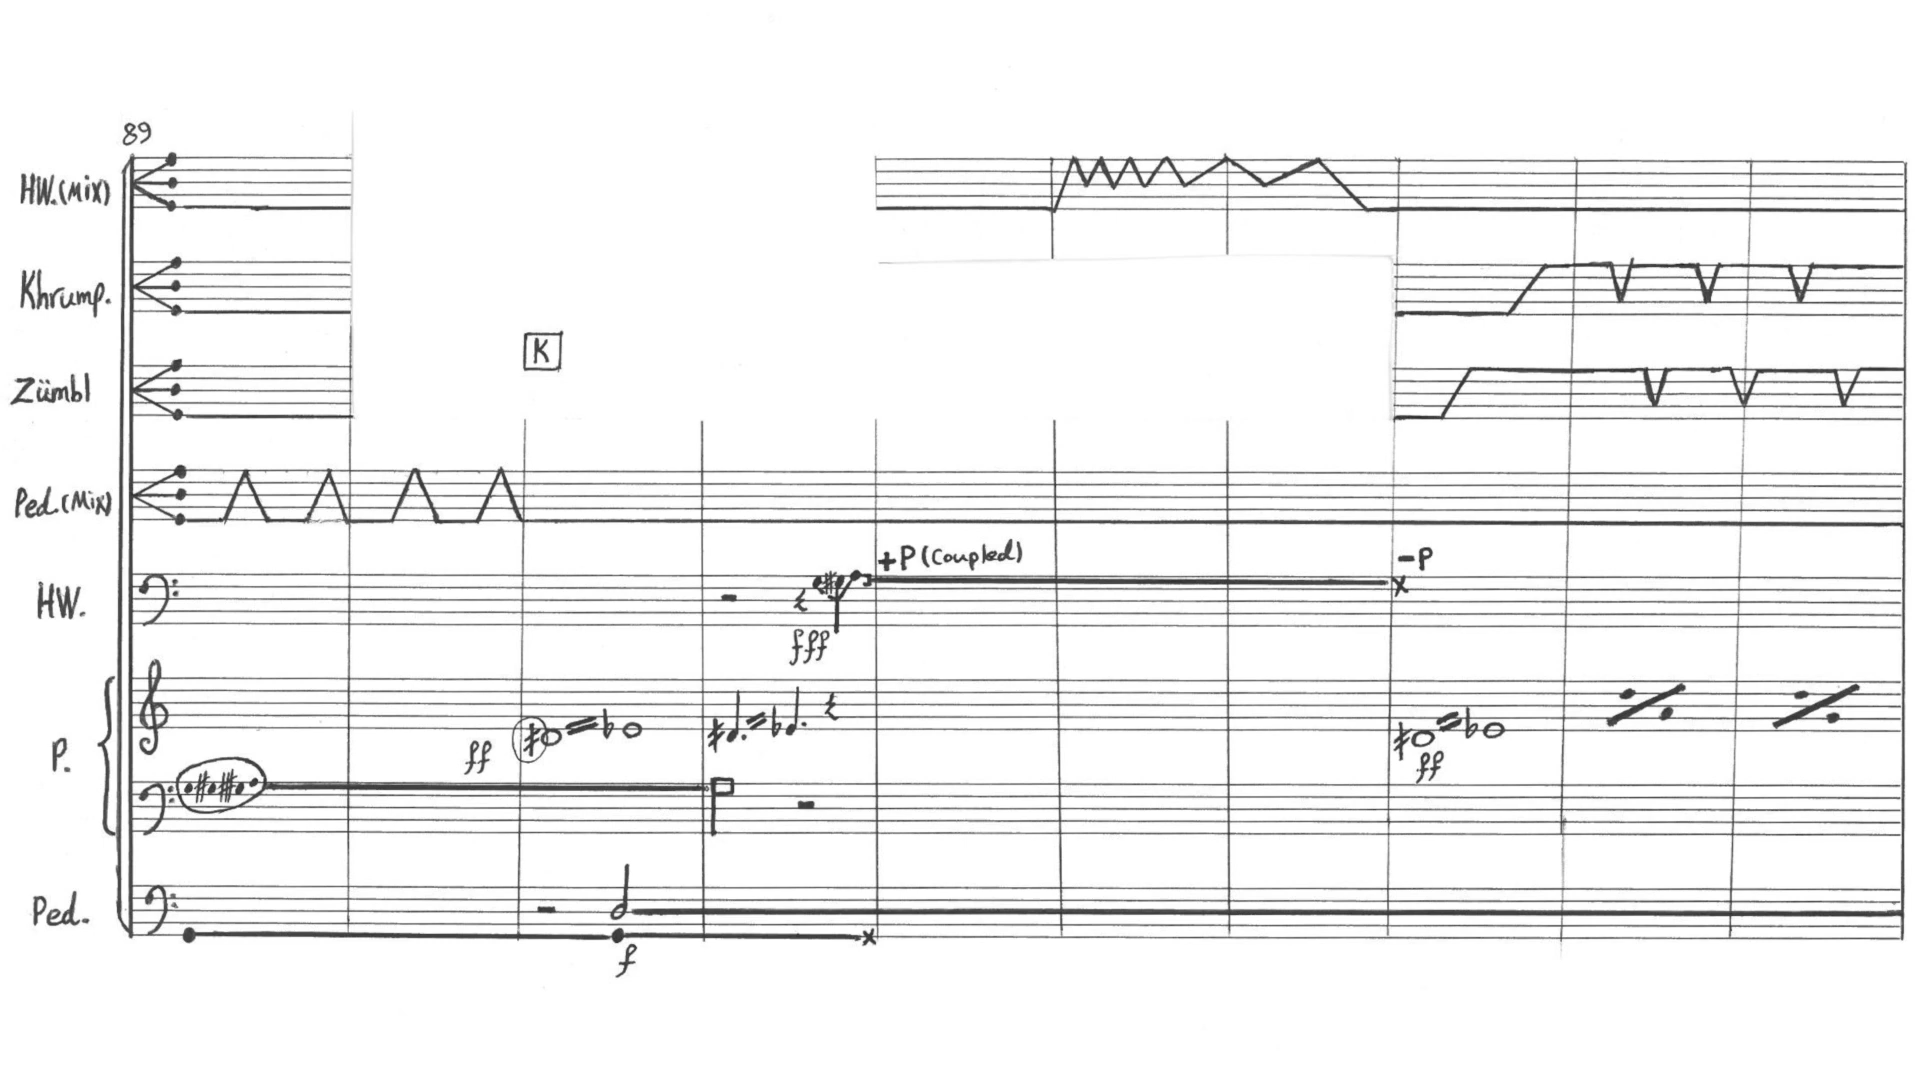 89
HW.(Mix)
Khrump.
K
Zümbl
Ped.(Mix)
+P (Coupled)
-P
HW.
fff
P.
ff
ff
Ped.
f